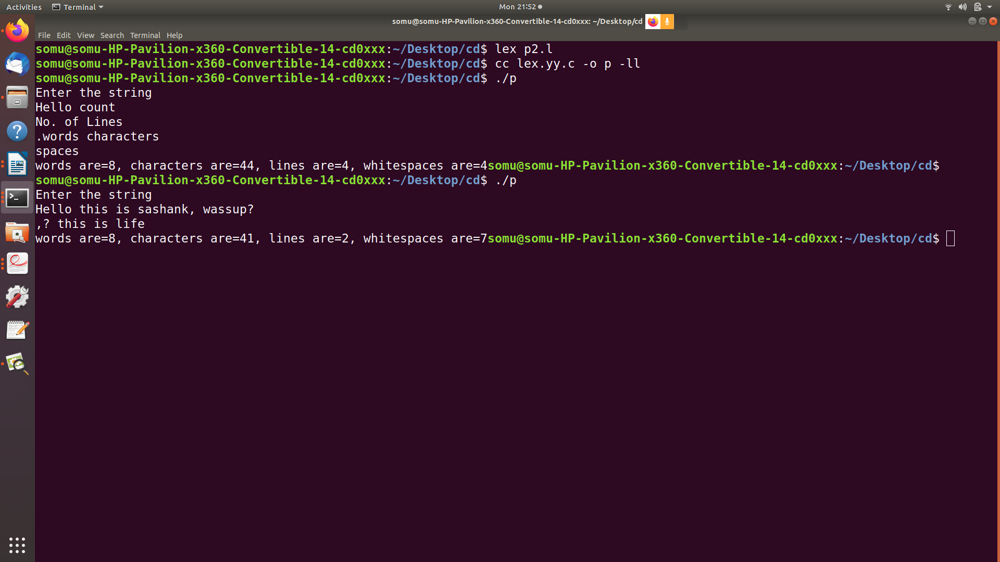 Activities Terminal Mon 21:52
somu@somu-HP-Pavilion-x360-Convertible-14-cd0xxx: ~/Desktop/cd
File Edit View Search Terminal Help
somu@somu-HP-Pavilion-x360-Convertible-14-cd0xxx:~/Desktop/cd$ lex p2.l
somu@somu-HP-Pavilion-x360-Convertible-14-cd0xxx:~/Desktop/cd$ cc lex.yy.c -o p -ll
somu@somu-HP-Pavilion-x360-Convertible-14-cd0xxx:~/Desktop/cd$ ./p
Enter the string
Hello count
No. of Lines
.words characters
spaces
words are=8, characters are=44, lines are=4, whitespaces are=4somu@somu-HP-Pavilion-x360-Convertible-14-cd0xxx:~/Desktop/cd$
somu@somu-HP-Pavilion-x360-Convertible-14-cd0xxx:~/Desktop/cd$ ./p
Enter the string
Hello this is sashank, wassup?
,? this is life
words are=8, characters are=41, lines are=2, whitespaces are=7somu@somu-HP-Pavilion-x360-Convertible-14-cd0xxx:~/Desktop/cd$